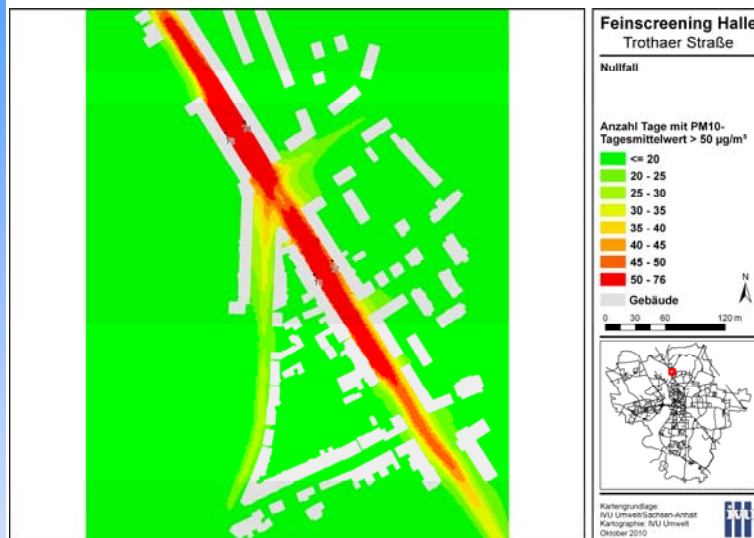 Feinscreening Halle
Trothaer Straße
Nullfall
Anzahl Tage mit PM10-
Tagesmittelwert > 50 µg/m³
<= 20
20 - 25
25 - 30
30 - 35
35 - 40
40 - 45
45 - 50
50 - 76
Gebäude
N
0 30 60 120 m
Kartengrundlage:
IVU Umwelt/Sachsen-Anhalt
Kartographie: IVU Umwelt
Oktober 2010
IVU